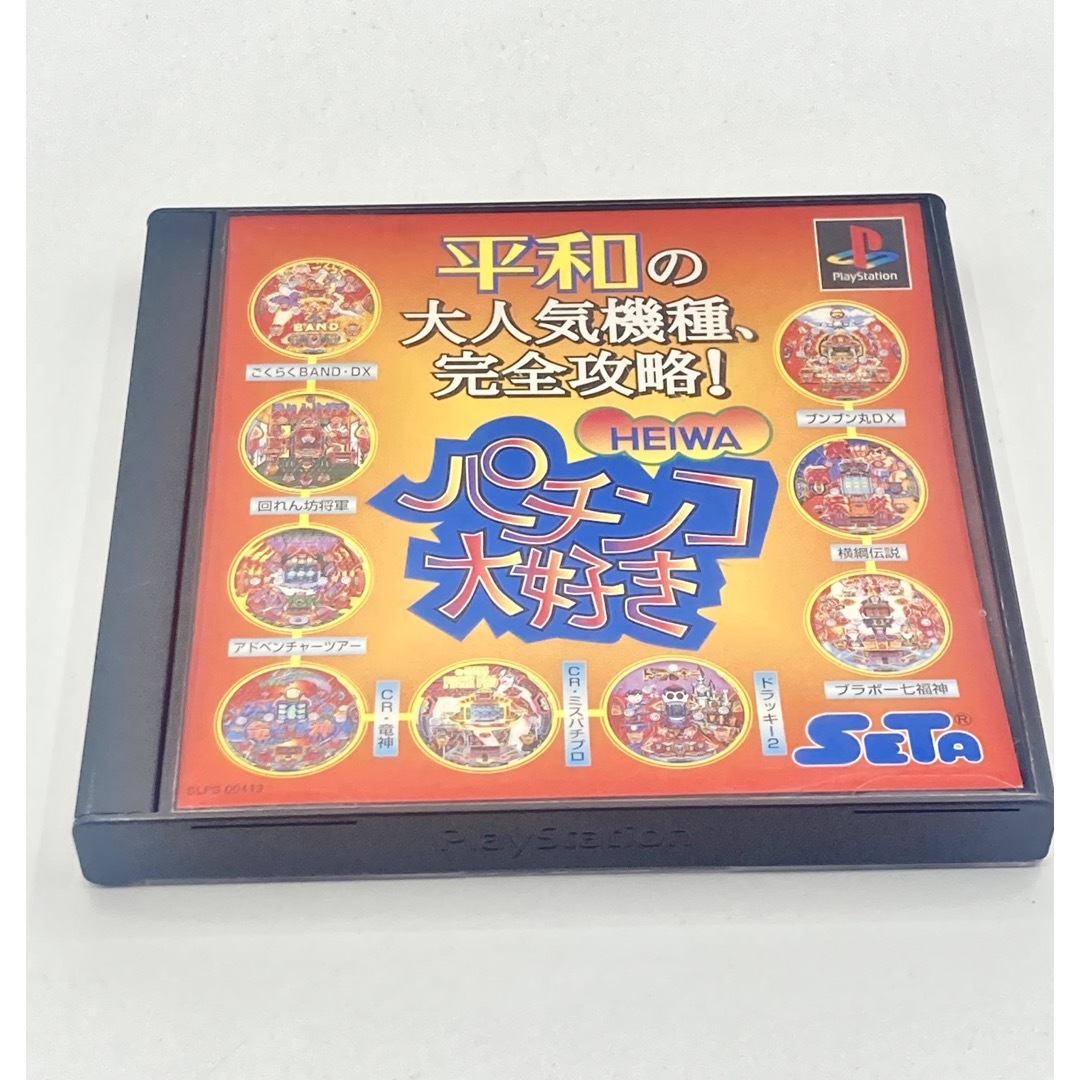 平和の
大人気機種、
完全攻略！
PlayStation
HEIWA
パチンコ
大好き
BAND
ごくらくBAND・DX
回れん坊将軍
アドベンチャーツアー
CR・竜神
CR・ミスパチプロ
ドラッキー2
ブンブン丸DX
横綱伝説
ブラボー七福神
SETA®
SLPS 00413
PlayStation